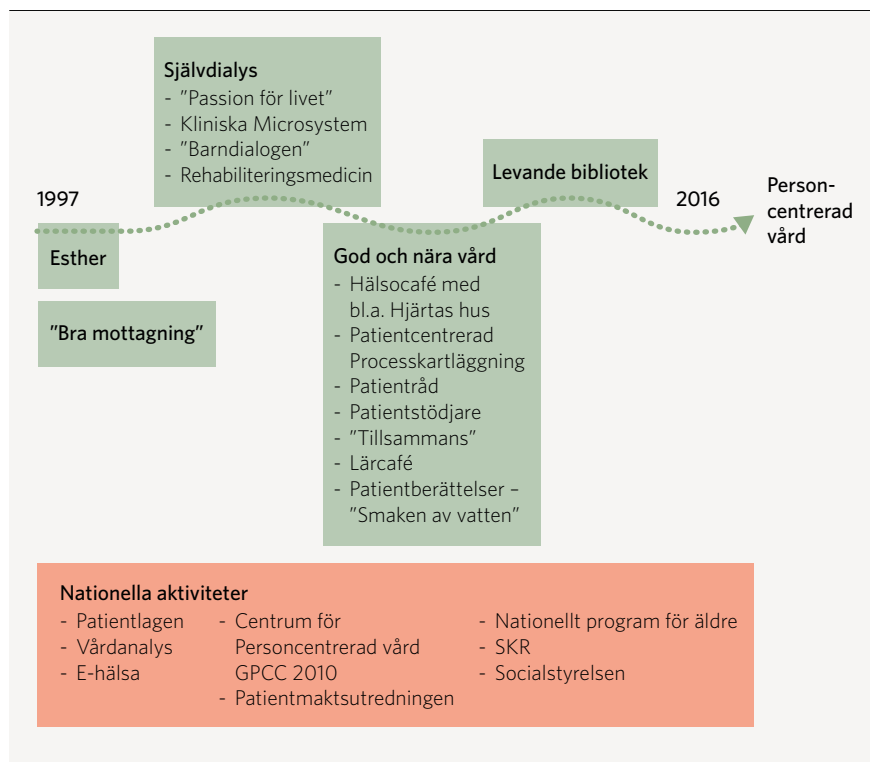 Självdialys
- ”Passion för livet”
- Kliniska Microsystem
- ”Barndialogen”
- Rehabiliteringsmedicin
1997
Esther
”Bra mottagning”
God och nära vård
- Hälsocafé med
bl.a. Hjärtas hus
- Patientcentrerad
Processkartläggning
- Patientråd
- Patientstödjare
- ”Tillsammans”
- Lärcafé
- Patientberättelser –
”Smaken av vatten”
Levande bibliotek
2016
Person-
centrerad
vård
Nationella aktiviteter
- Patientlagen
- Vårdanalys
- E-hälsa
- Centrum för
Personcentrerad vård
GPCC 2010
- Patientmaktsutredningen
- Nationellt program för äldre
- SKR
- Socialstyrelsen